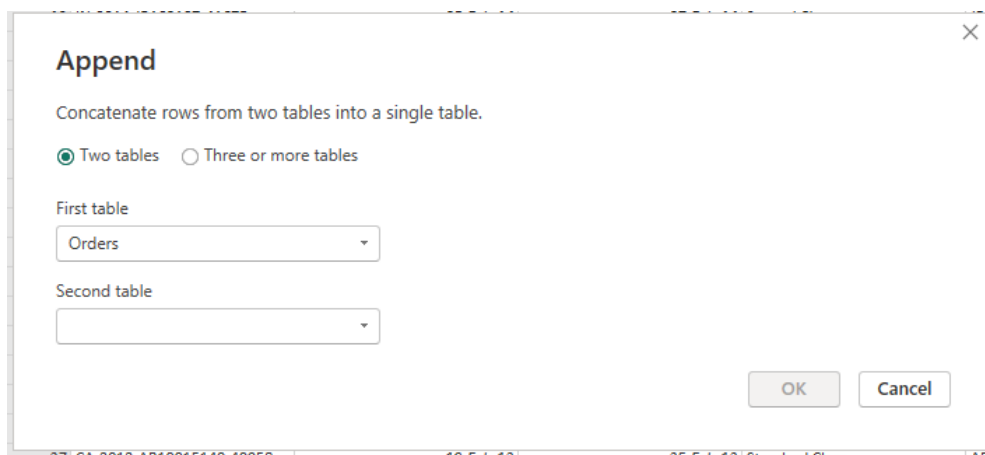 Append
Concatenate rows from two tables into a single table.
Two tables Three or more tables
First table
Orders
Second table
OK Cancel